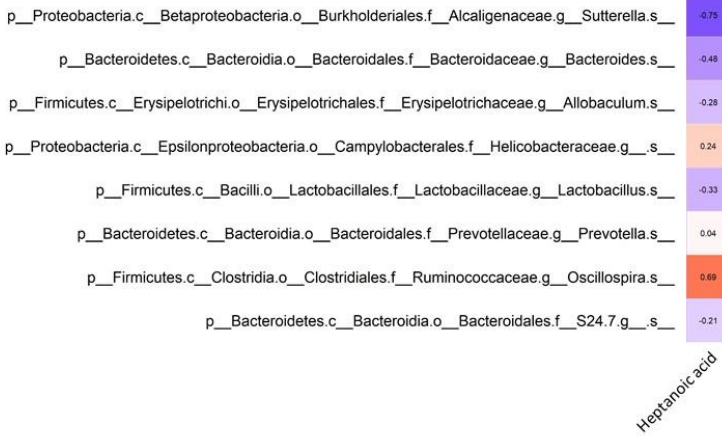 p__Proteobacteria.c__Betaproteobacteria.o__Burkholderiales.f__Alcaligenaceae.g__Sutterella.s__ -0.75
p__Bacteroidetes.c__Bacteroidia.o__Bacteroidales.f__Bacteroidaceae.g__Bacteroides.s__ -0.48
p__Firmicutes.c__Erysipelotrichi.o__Erysipelotrichales.f__Erysipelotrichaceae.g__Allobaculum.s__ -0.28
p__Proteobacteria.c__Epsilonproteobacteria.o__Campylobacterales.f__Helicobacteraceae.g__.s__ 0.24
p__Firmicutes.c__Bacilli.o__Lactobacillales.f__Lactobacillaceae.g__Lactobacillus.s__ -0.33
p__Bacteroidetes.c__Bacteroidia.o__Bacteroidales.f__Prevotellaceae.g__Prevotella.s__ 0.04
p__Firmicutes.c__Clostridia.o__Clostridiales.f__Ruminococcaceae.g__Oscillospira.s__ 0.69
p__Bacteroidetes.c__Bacteroidia.o__Bacteroidales.f__S24.7.g__.s__ -0.21
Heptanoic acid